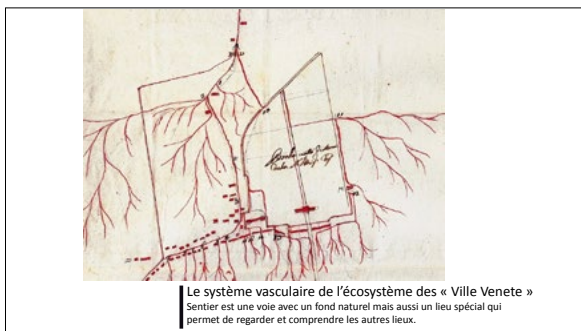 Le système vasculaire de l'écosystème des « Ville Venete »
Sentier est une voie avec un fond naturel mais aussi un lieu spécial qui
permet de regarder et comprendre les autres lieux.